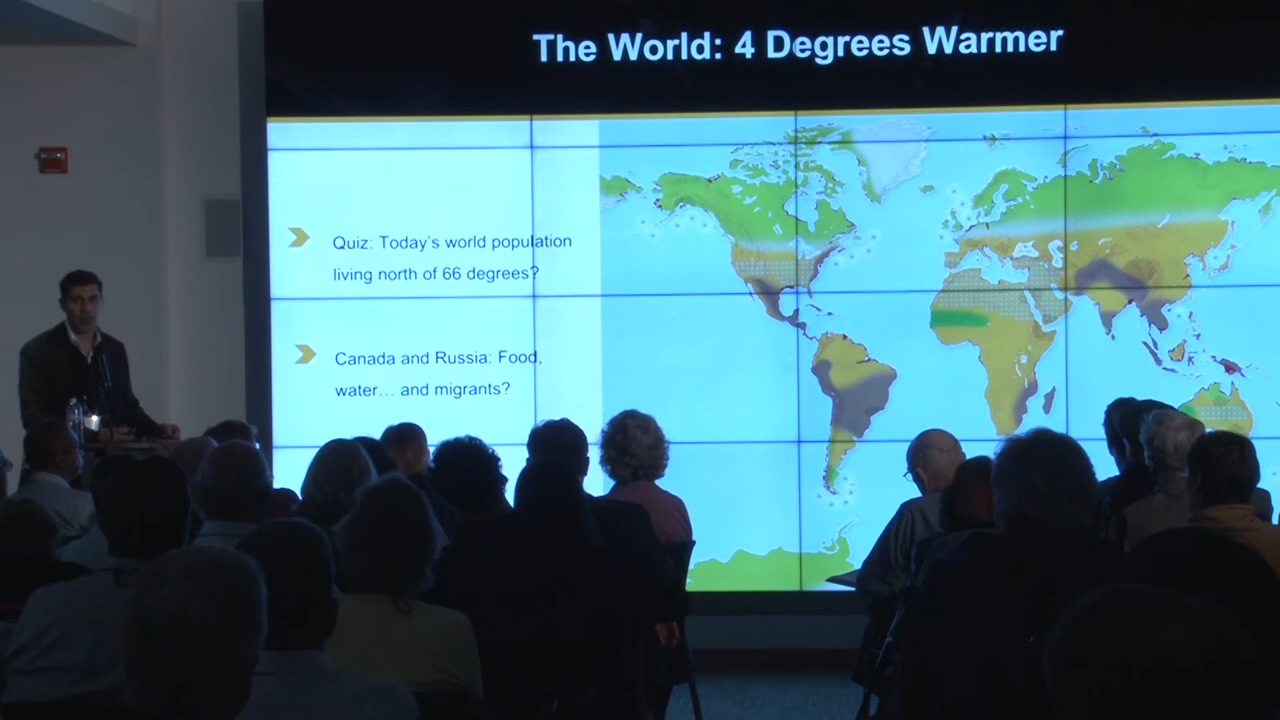 The World: 4 Degrees Warmer
Quiz: Today's world population
living north of 66 degrees?
Canada and Russia: Food,
water… and migrants?